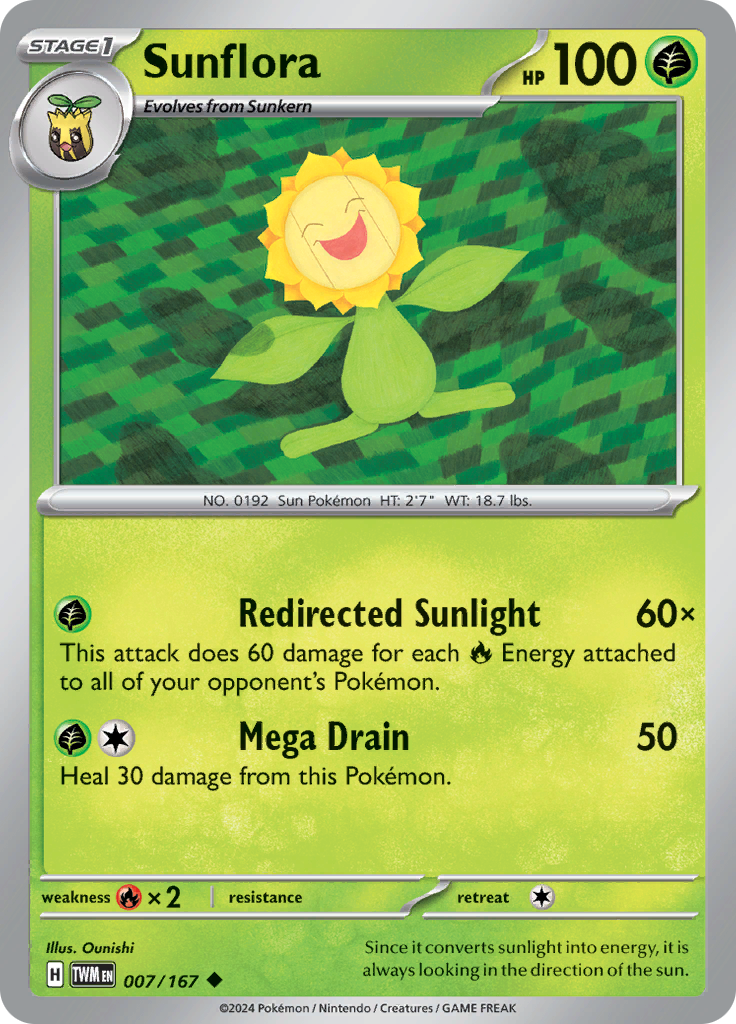 STAGE1
Sunflora
HP 100
Evolves from Sunkern
NO. 0192 Sun Pokémon HT: 2'7" WT: 18.7 lbs.
Redirected Sunlight 60×
This attack does 60 damage for each Energy attached
to all of your opponent's Pokémon.
Mega Drain 50
Heal 30 damage from this Pokémon.
weakness ×2 resistance retreat
Illus. Ounishi
Since it converts sunlight into energy, it is
always looking in the direction of the sun.
H TWM EN 007/167
©2024 Pokémon / Nintendo / Creatures / GAME FREAK